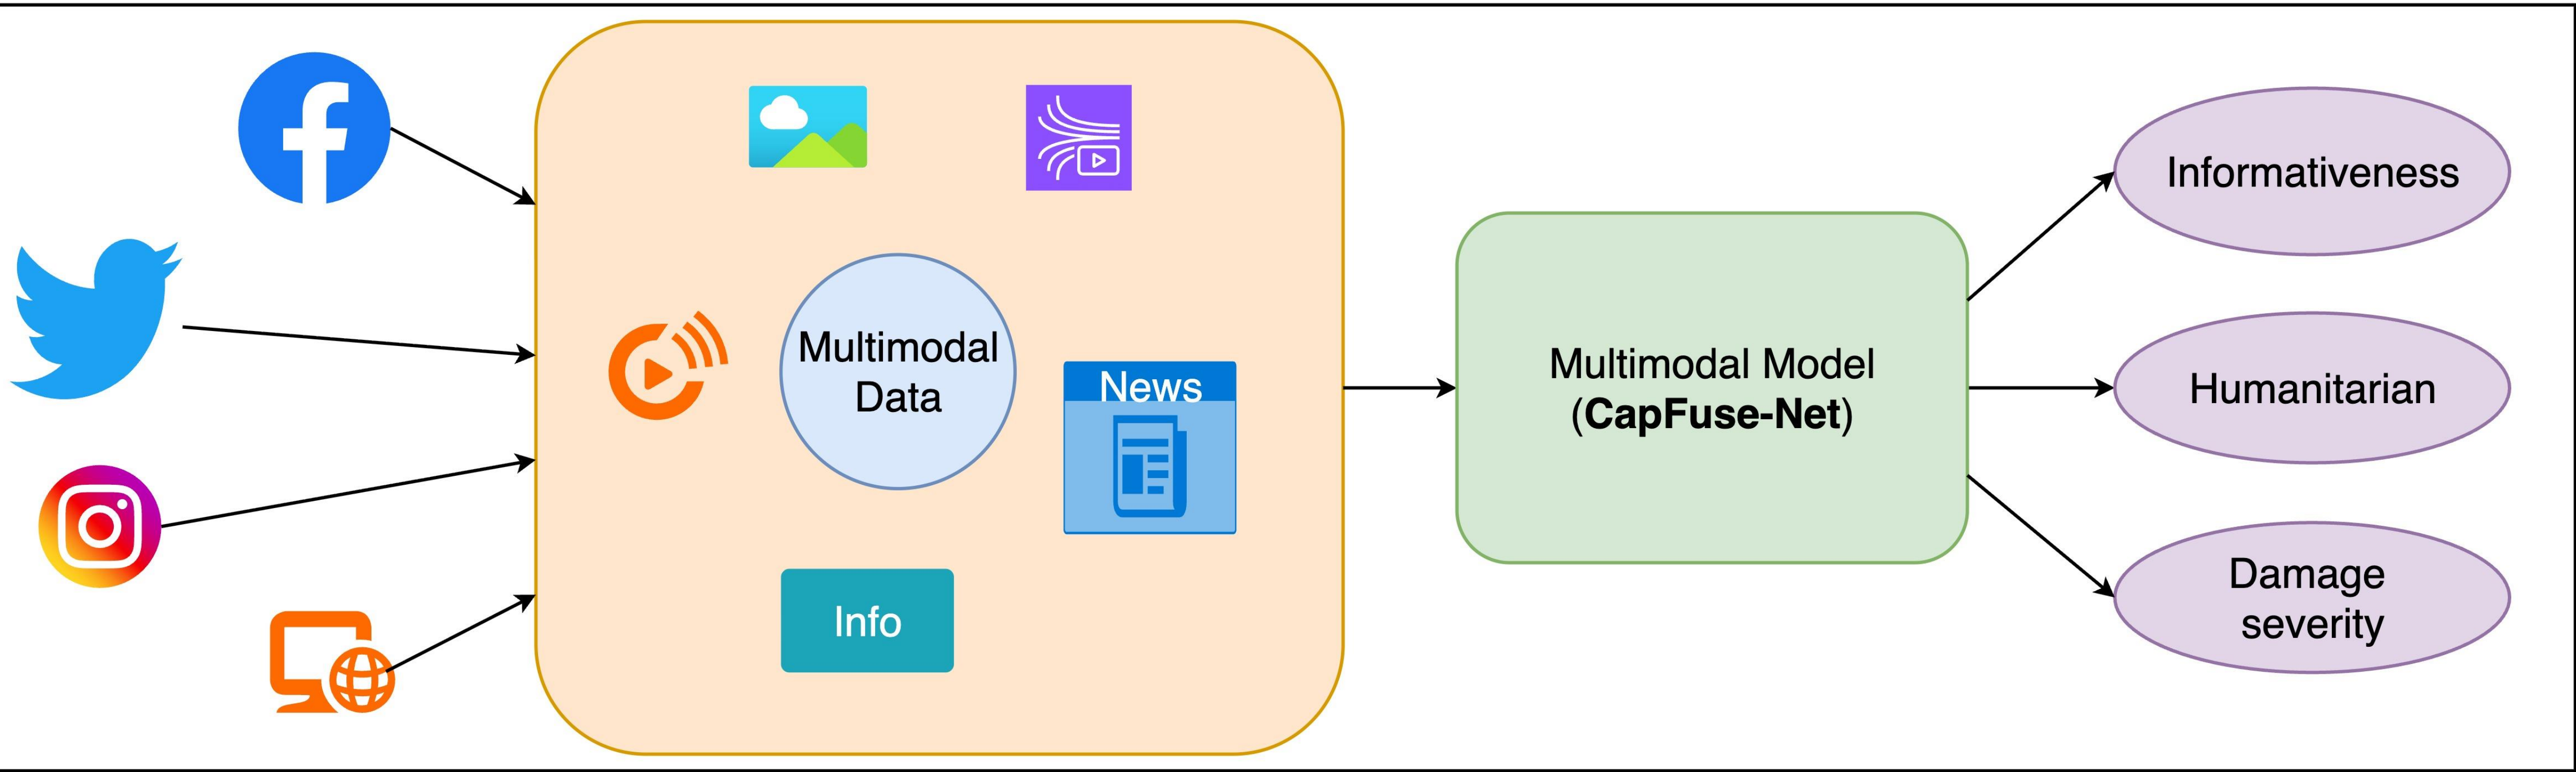 Multimodal
Data
News
Info
Multimodal Model
(CapFuse-Net)
Informativeness
Humanitarian
Damage
severity